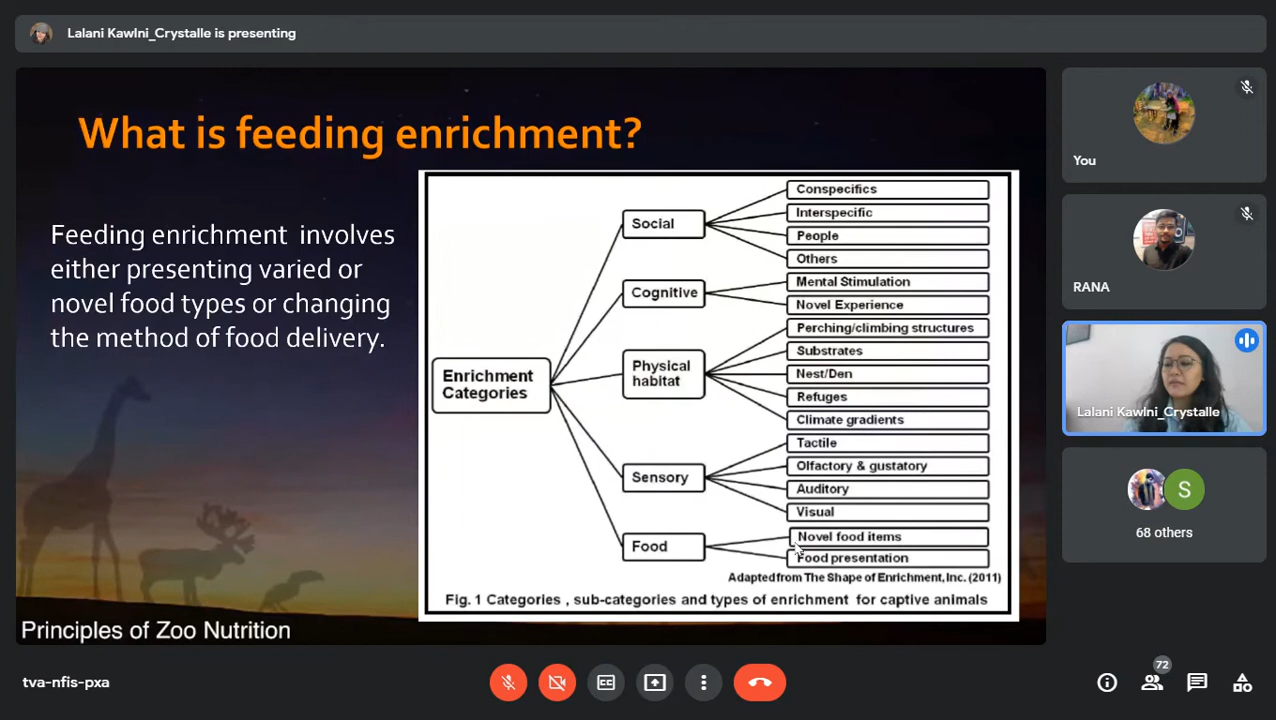 Lalani Kawlni_Crystalle is presenting
What is feeding enrichment?
Feeding enrichment involves
either presenting varied or
novel food types or changing
the method of food delivery.
Enrichment
Categories
Social
Conspecifics
Interspecific
People
Others
Cognitive
Mental Stimulation
Novel Experience
Physical
habitat
Perching/climbing structures
Substrates
Nest/Den
Refuges
Climate gradients
Sensory
Tactile
Olfactory & gustatory
Auditory
Visual
Food
Novel food items
Food presentation
Adapted from The Shape of Enrichment, Inc. (2011)
Fig. 1 Categories , sub-categories and types of enrichment for captive animals
Principles of Zoo Nutrition
You
RANA
Lalani Kawlni_Crystalle
S
68 others
tva-nfis-pxa
CC
72